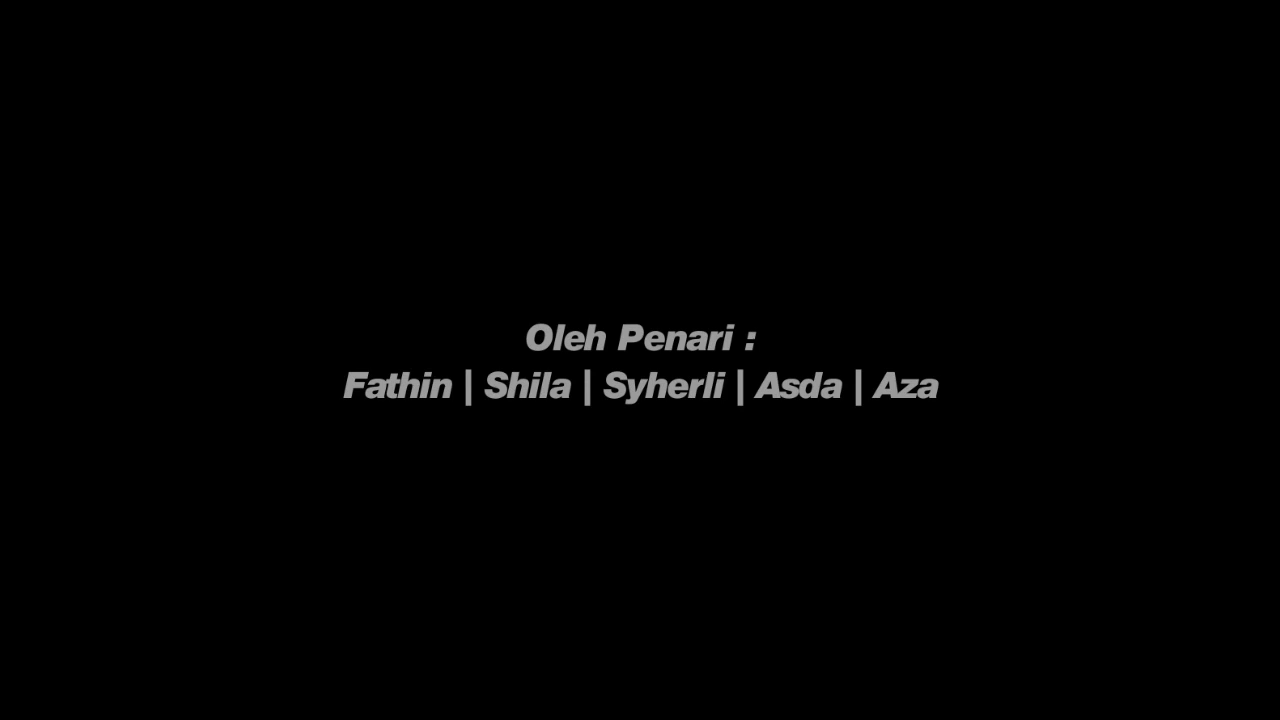 Oleh Penari :
Fathin | Shila | Syherli | Asda | Aza